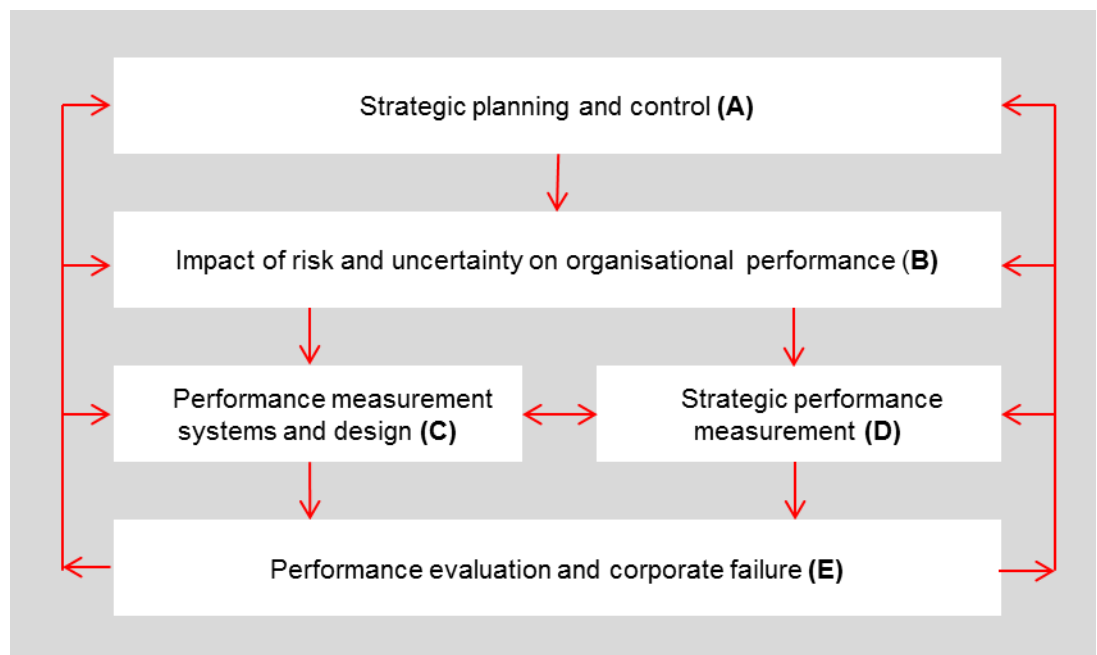 Strategic planning and control (A)
Impact of risk and uncertainty on organisational performance (B)
Performance measurement
systems and design (C)
Strategic performance
measurement (D)
Performance evaluation and corporate failure (E)